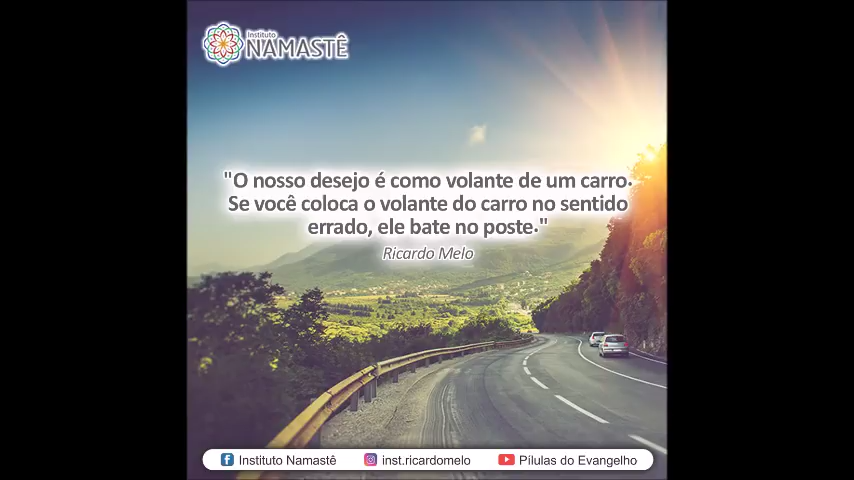 Instituto
NAMASTÊ
"O nosso desejo é como volante de um carro.
Se você coloca o volante do carro no sentido
errado, ele bate no poste."
Ricardo Melo
Instituto Namastê inst.ricardomelo Pílulas do Evangelho